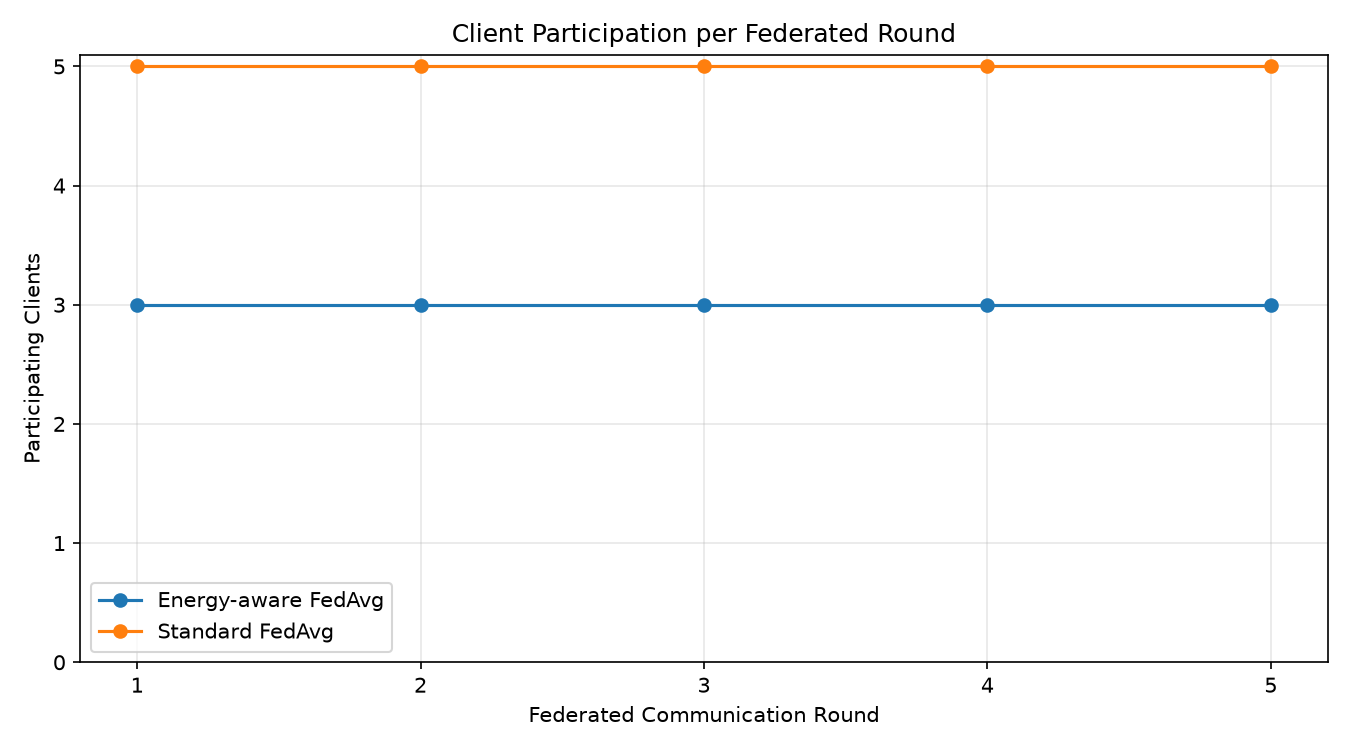 Client Participation per Federated Round
5
4
3
2
1
0
Participating Clients
Energy-aware FedAvg
Standard FedAvg
1 2 3 4 5
Federated Communication Round